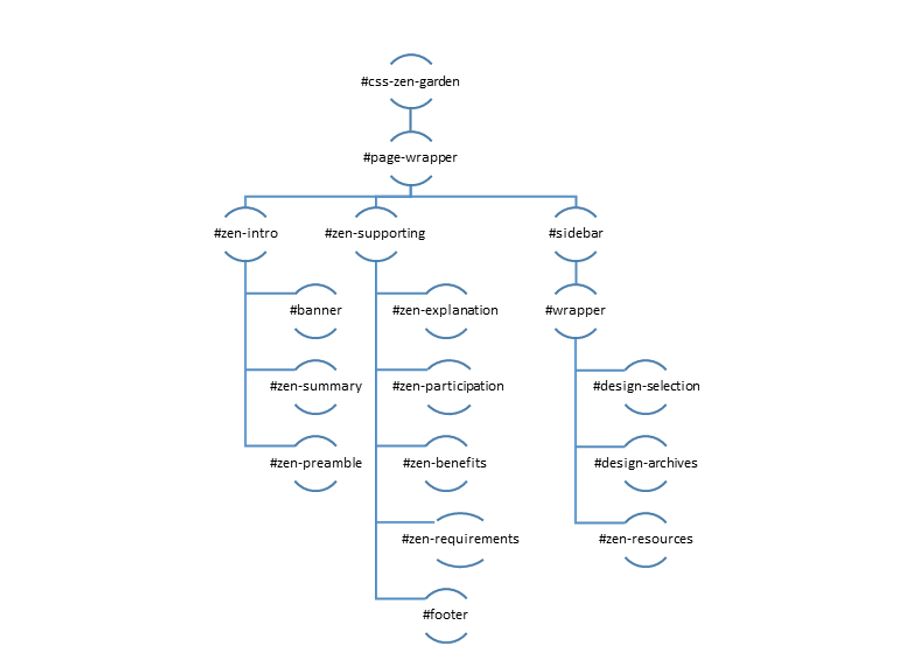 #css-zen-garden
#page-wrapper
#zen-intro
#zen-supporting
#sidebar
#banner
#zen-explanation
#wrapper
#zen-summary
#zen-participation
#design-selection
#zen-preamble
#zen-benefits
#design-archives
#zen-requirements
#zen-resources
#footer